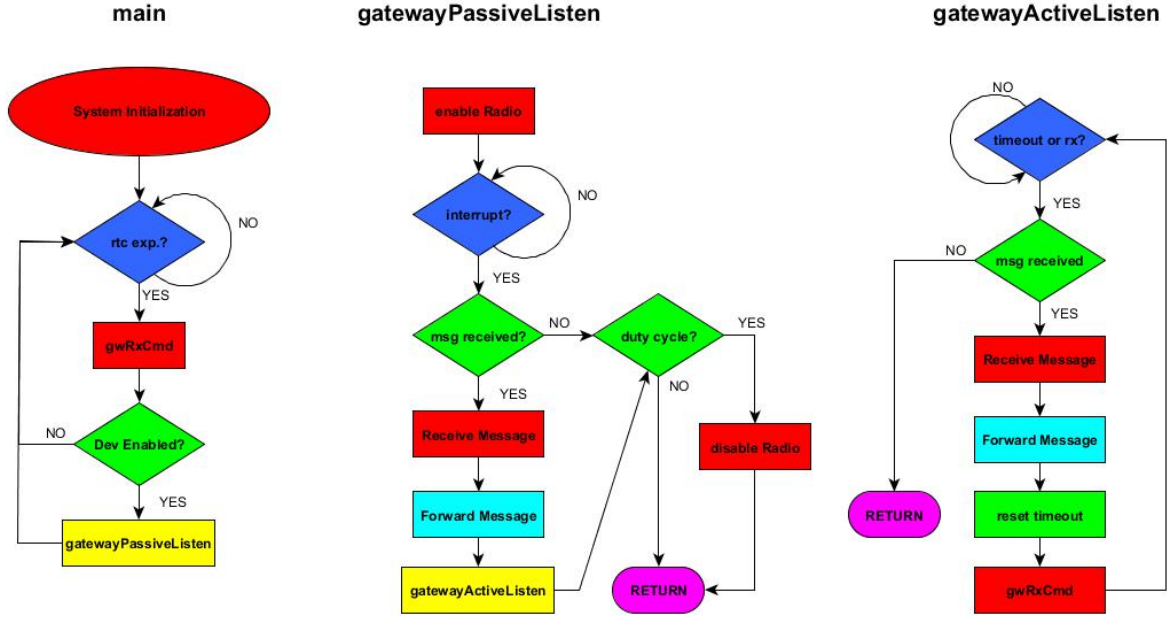 main
System Initialization
rtc exp.?
NO
YES
gwRxCmd
Dev Enabled?
NO
YES
gatewayPassiveListen
gatewayPassiveListen
enable Radio
interrupt?
NO
YES
msg received?
NO
duty cycle?
YES
YES
NO
Receive Message
disable Radio
Forward Message
gatewayActiveListen
RETURN
gatewayActiveListen
NO
timeout or rx?
YES
NO
msg received
YES
Receive Message
Forward Message
RETURN
reset timeout
gwRxCmd